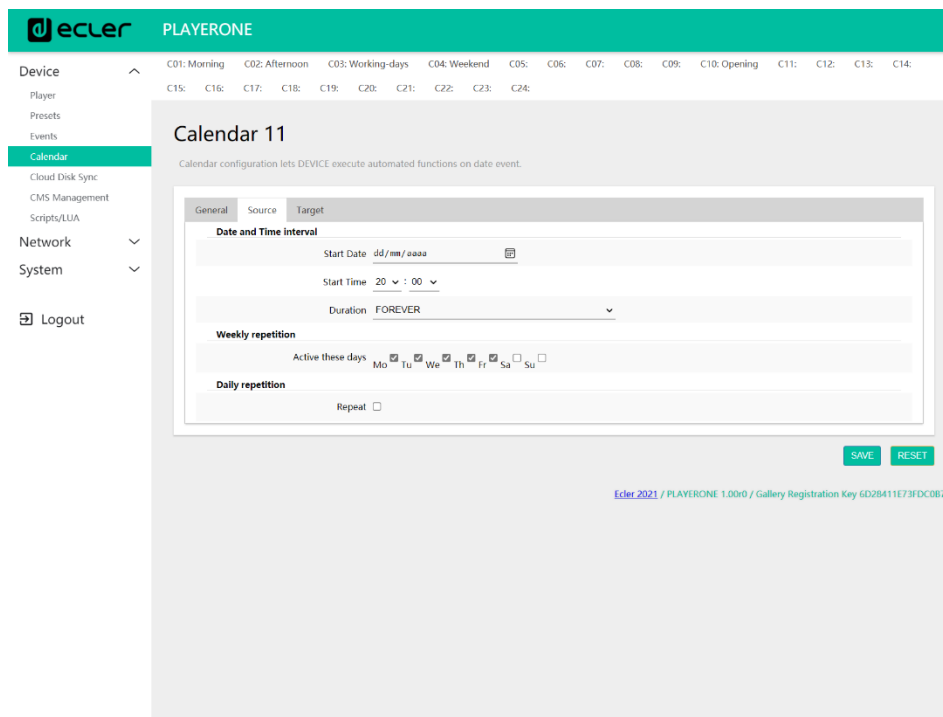 ecler PLAYERONE
Device
Player
Presets
Events
Calendar
Cloud Disk Sync
CMS Management
Scripts/LUA
Network
System
Logout
C01: Morning C02: Afternoon C03: Working-days C04: Weekend C05: C06: C07: C08: C09: C10: Opening C11: C12: C13: C14:
C15: C16: C17: C18: C19: C20: C21: C22: C23: C24:
Calendar 11
Calendar configuration lets DEVICE execute automated functions on date event.
General Source Target
Date and Time interval
Start Date dd/mm/aaaa
Start Time 20 : 00
Duration FOREVER
Weekly repetition
Active these days Mo Tu We Th Fr Sa Su
Daily repetition
Repeat
SAVE RESET
Ecler 2021 / PLAYERONE 1.00r0 / Gallery Registration Key 6D28411E73FDC0B7